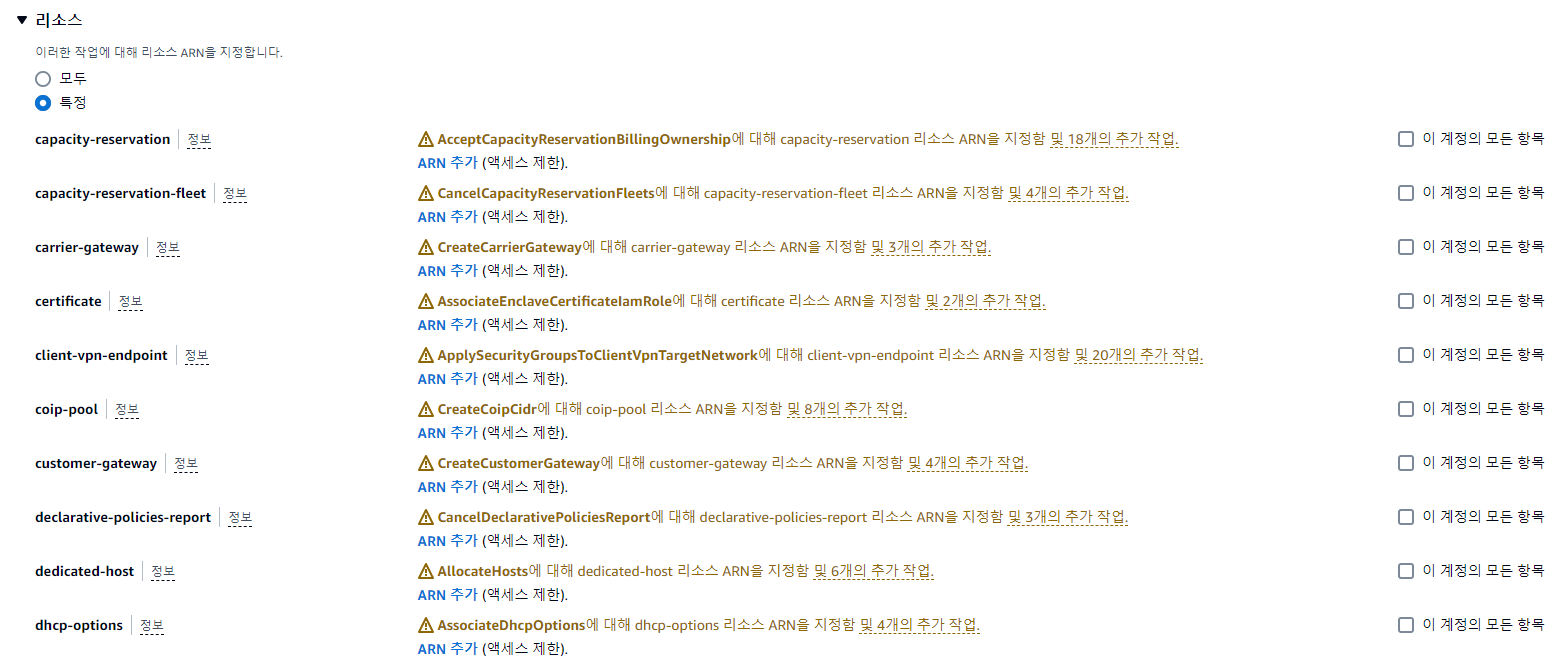 리소스
이러한 작업에 대해 리소스 ARN을 지정합니다.
모두
특정
capacity-reservation 정보 AcceptCapacityReservationBillingOwnership에 대해 capacity-reservation 리소스 ARN을 지정함 및 18개의 추가 작업. 이 계정의 모든 항목
ARN 추가 (액세스 제한).
capacity-reservation-fleet 정보 CancelCapacityReservationFleets에 대해 capacity-reservation-fleet 리소스 ARN을 지정함 및 4개의 추가 작업. 이 계정의 모든 항목
ARN 추가 (액세스 제한).
carrier-gateway 정보 CreateCarrierGateway에 대해 carrier-gateway 리소스 ARN을 지정함 및 3개의 추가 작업. 이 계정의 모든 항목
ARN 추가 (액세스 제한).
certificate 정보 AssociateEnclaveCertificateIamRole에 대해 certificate 리소스 ARN을 지정함 및 2개의 추가 작업. 이 계정의 모든 항목
ARN 추가 (액세스 제한).
client-vpn-endpoint 정보 ApplySecurityGroupsToClientVpnTargetNetwork에 대해 client-vpn-endpoint 리소스 ARN을 지정함 및 20개의 추가 작업. 이 계정의 모든 항목
ARN 추가 (액세스 제한).
coip-pool 정보 CreateCoipCidr에 대해 coip-pool 리소스 ARN을 지정함 및 8개의 추가 작업. 이 계정의 모든 항목
ARN 추가 (액세스 제한).
customer-gateway 정보 CreateCustomerGateway에 대해 customer-gateway 리소스 ARN을 지정함 및 4개의 추가 작업. 이 계정의 모든 항목
ARN 추가 (액세스 제한).
declarative-policies-report 정보 CancelDeclarativePoliciesReport에 대해 declarative-policies-report 리소스 ARN을 지정함 및 3개의 추가 작업. 이 계정의 모든 항목
ARN 추가 (액세스 제한).
dedicated-host 정보 AllocateHosts에 대해 dedicated-host 리소스 ARN을 지정함 및 6개의 추가 작업. 이 계정의 모든 항목
ARN 추가 (액세스 제한).
dhcp-options 정보 AssociateDhcpOptions에 대해 dhcp-options 리소스 ARN을 지정함 및 4개의 추가 작업. 이 계정의 모든 항목
ARN 추가 (액세스 제한).